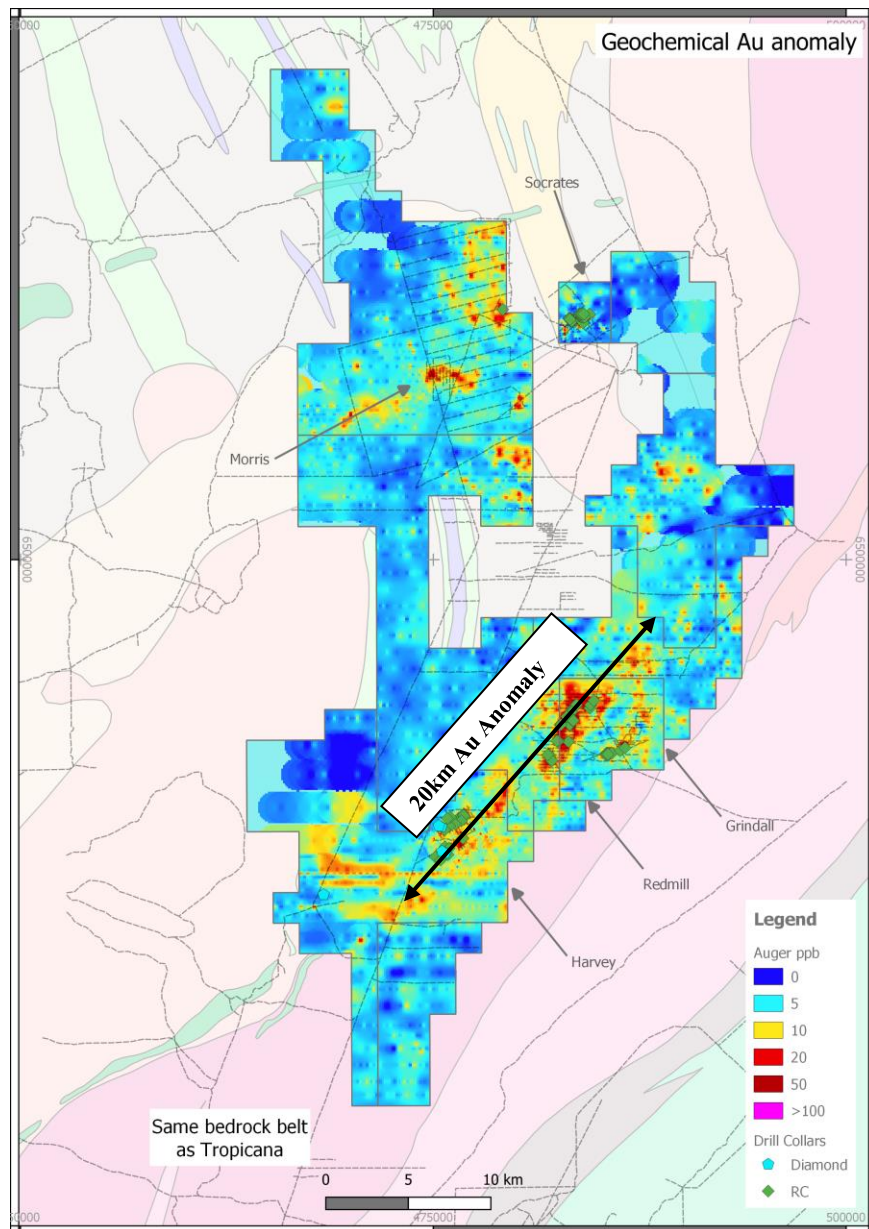 475000
Geochemical Au anomaly
Socrates
Morris
6500000
6500000
20km Au Anomaly
Grindall
Redmill
Harvey
Legend
Auger ppb
0
5
10
20
50
>100
Drill Collars
Diamond
RC
Same bedrock belt
as Tropicana
0
5
10 km
475000
500000